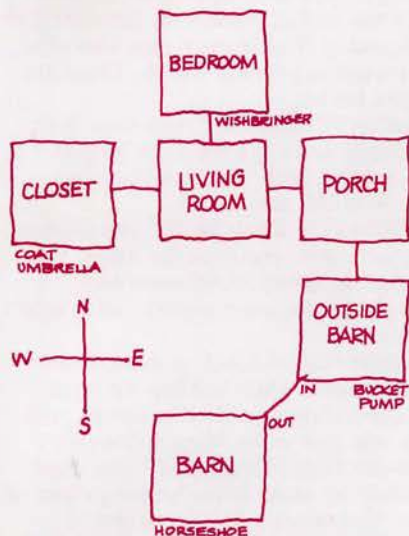 BEDROOM
WISHBRINGER
CLOSET
LIVING
ROOM
PORCH
COAT
UMBRELLA
OUTSIDE
BARN
N
W
E
S
IN
BUCKET
PUMP
OUT
BARN
HORSESHOE